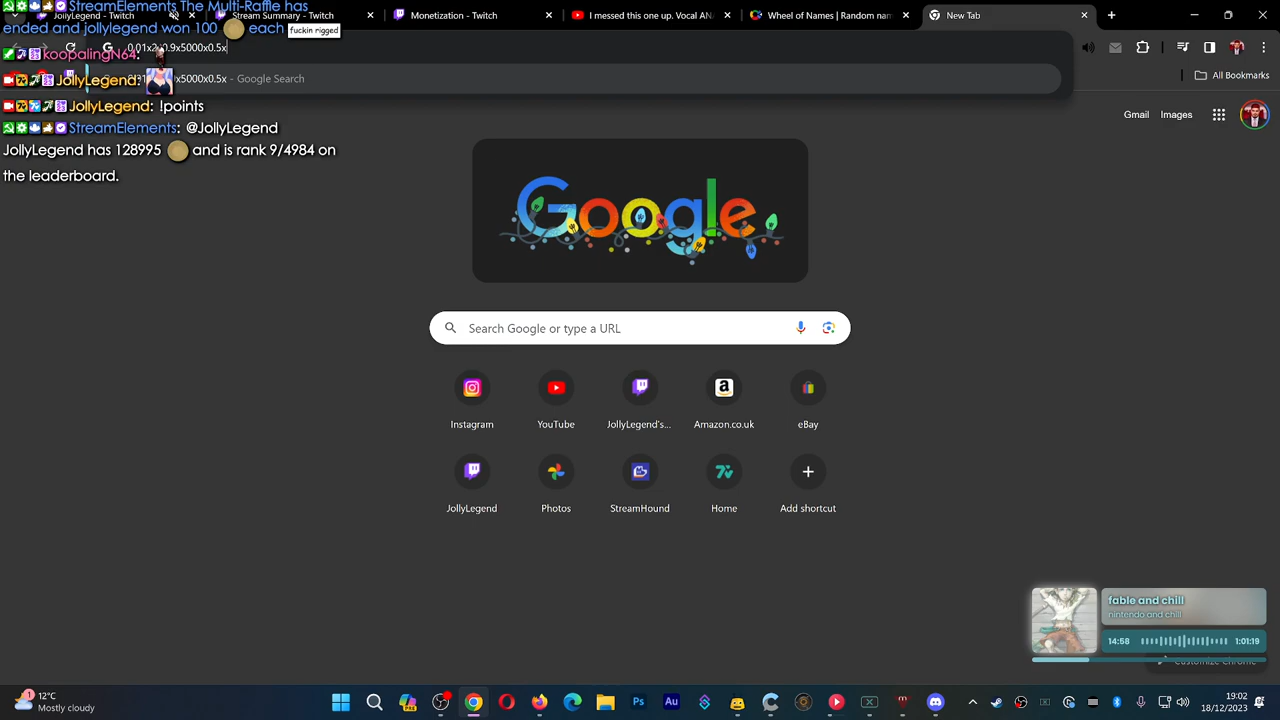 JollyLegend - Twitch
Stream Summary - Twitch
Monetization - Twitch
I messed this one up. Vocal AN
Wheel of Names | Random nam
New Tab
StreamElements The Multi-Raffle has
ended and jollylegend won 100 each
fuckin rigged
koopalingN64:
JollyLegend:
JollyLegend: !points
StreamElements: @JollyLegend
JollyLegend has 128995 and is rank 9/4984 on
the leaderboard.
x5000x0.5x
x5000x0.5x - Google Search
All Bookmarks
Gmail Images
Google
Search Google or type a URL
Instagram
YouTube
JollyLegend's...
Amazon.co.uk
eBay
JollyLegend
Photos
StreamHound
Home
Add shortcut
fable and chill
nintendo and chill
14:58
1:01:19
Customize Chrome
12°C
Mostly cloudy
19:02
18/12/2023